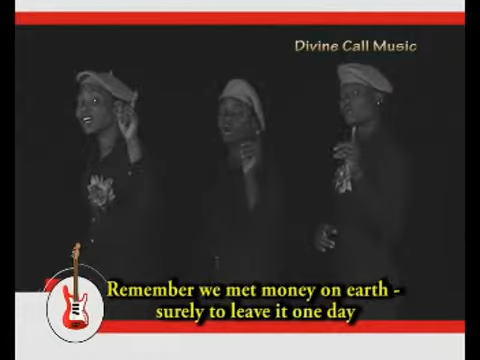 Divine Call Music
Remember we met money on earth -
surely to leave it one day